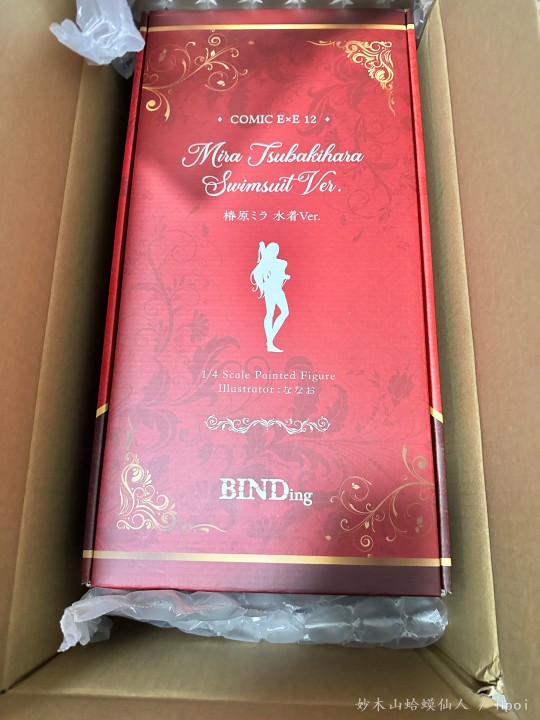 COMIC E×E 12
Mira Tsubakihara
Swimsuit Ver.
椿原ミラ 水着Ver.
1/4 Scale Painted Figure
Illustrator : ななお
BINDing
妙木山蛤蟆仙人 / Hpoi